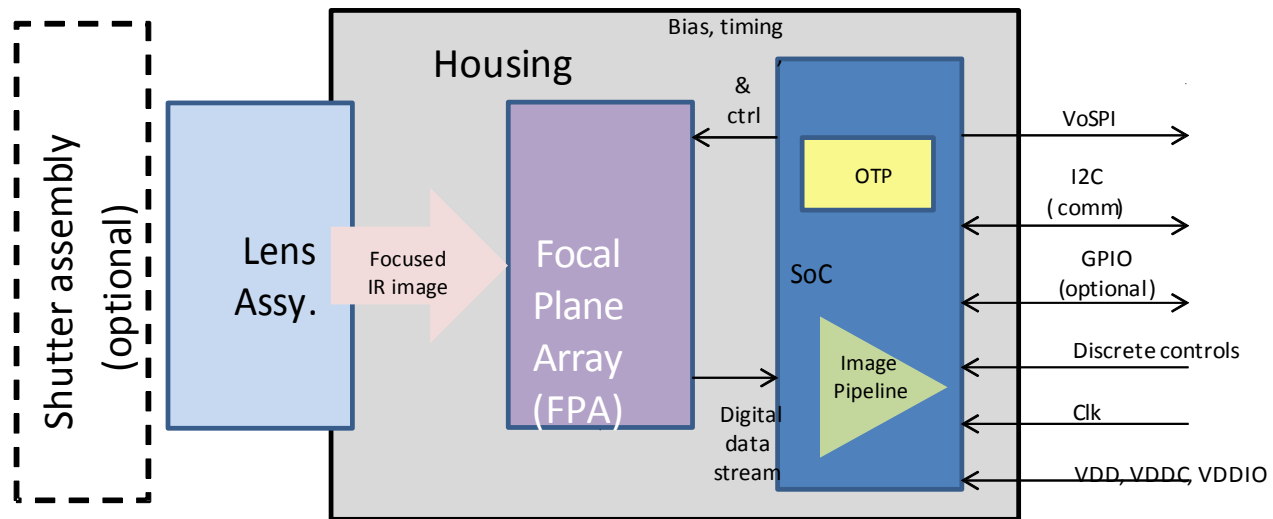 Shutter assembly
(optional)
Lens
Assy.
Housing
Focused
IR image
Focal
Plane
Array
(FPA)
Bias, timing
,
&
ctrl
Digital
data
stream
OTP
SoC
Image
Pipeline
VoSPI
I2C
( comm)
GPIO
(optional)
Discrete controls
Clk
VDD, VDDC, VDDIO